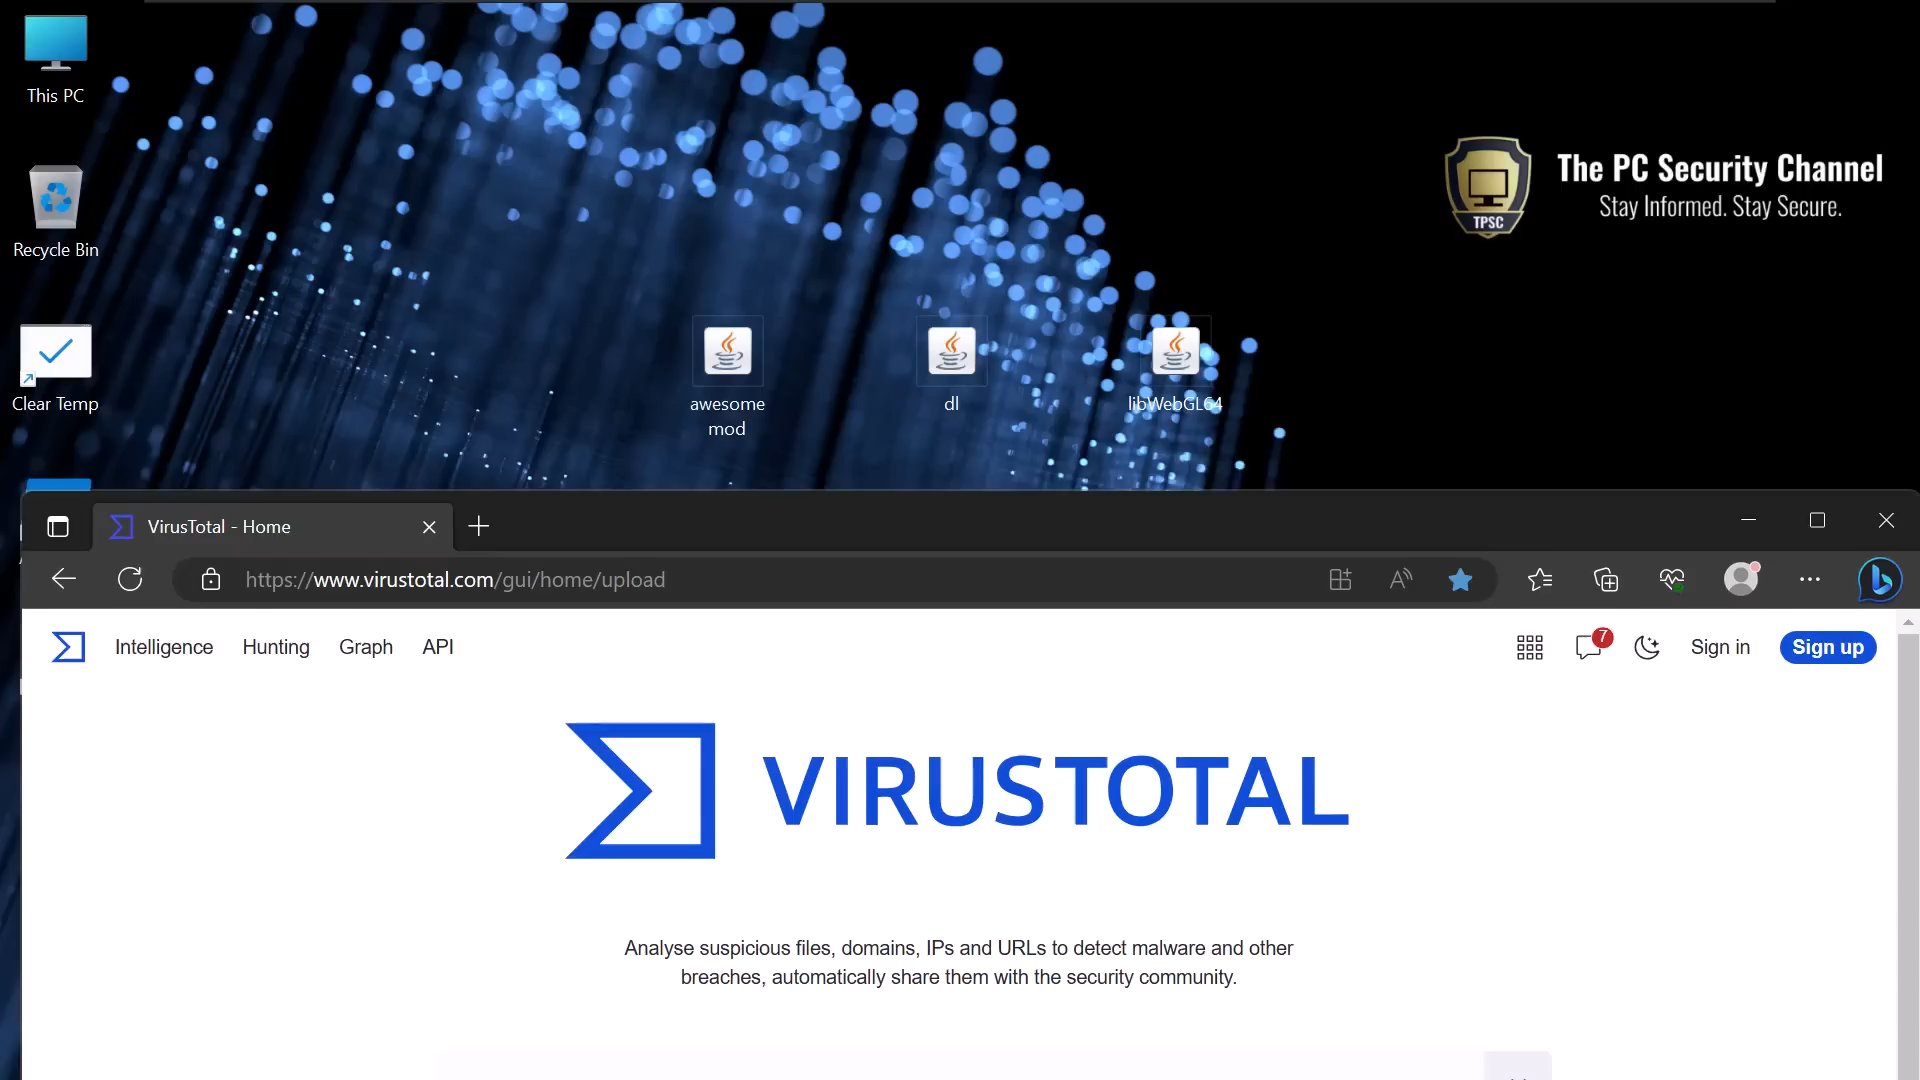 This PC
Recycle Bin
Clear Temp
The PC Security Channel
Stay Informed. Stay Secure.
TPSC
awesome
mod
dl
libWebGL64
VirusTotal - Home
https://www.virustotal.com/gui/home/upload
Intelligence
Hunting
Graph
API
7
Sign in
Sign up
VIRUSTOTAL
Analyse suspicious files, domains, IPs and URLs to detect malware and other
breaches, automatically share them with the security community.